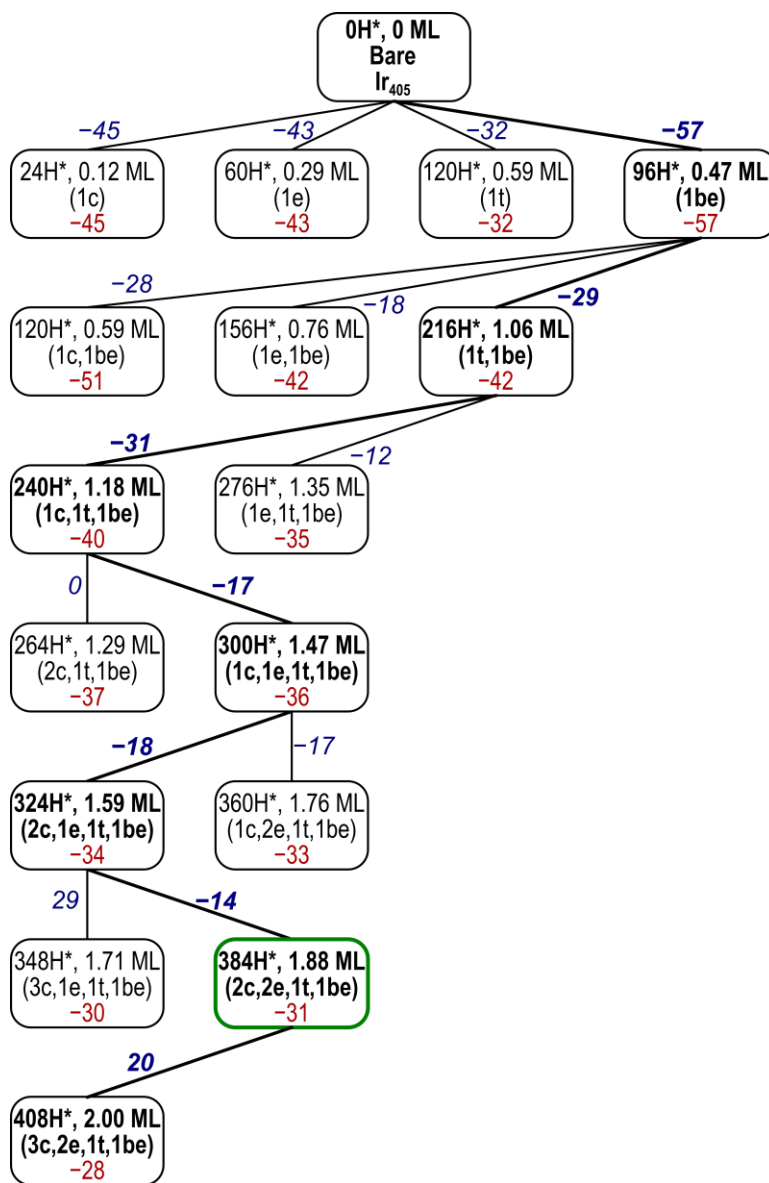 0H*, 0 ML
Bare
Ir₄₀₅
−45
−43
−32
−57
24H*, 0.12 ML
(1c)
−45
60H*, 0.29 ML
(1e)
−43
120H*, 0.59 ML
(1t)
−32
96H*, 0.47 ML
(1be)
−57
−28
−18
−29
120H*, 0.59 ML
(1c,1be)
−51
156H*, 0.76 ML
(1e,1be)
−42
216H*, 1.06 ML
(1t,1be)
−42
−31
−12
240H*, 1.18 ML
(1c,1t,1be)
−40
276H*, 1.35 ML
(1e,1t,1be)
−35
0
−17
264H*, 1.29 ML
(2c,1t,1be)
−37
300H*, 1.47 ML
(1c,1e,1t,1be)
−36
−18
−17
324H*, 1.59 ML
(2c,1e,1t,1be)
−34
360H*, 1.76 ML
(1c,2e,1t,1be)
−33
29
−14
348H*, 1.71 ML
(3c,1e,1t,1be)
−30
384H*, 1.88 ML
(2c,2e,1t,1be)
−31
20
408H*, 2.00 ML
(3c,2e,1t,1be)
−28